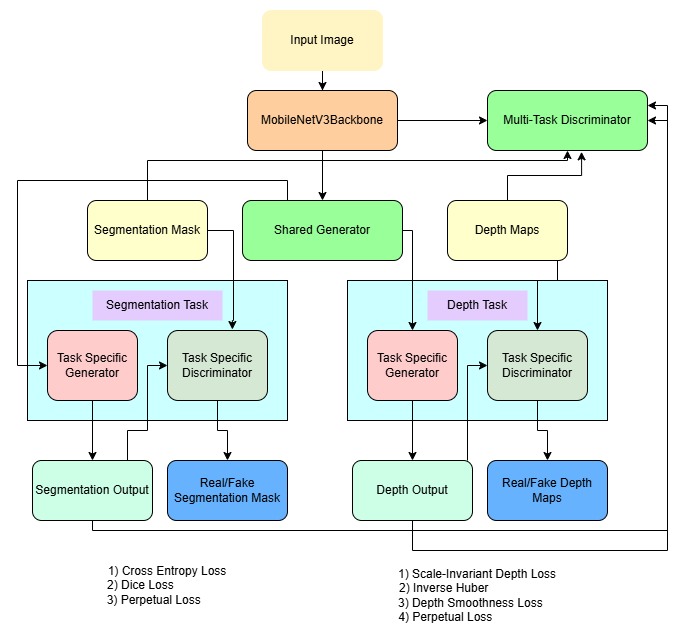 Input Image
MobileNetV3Backbone
Multi-Task Discriminator
Segmentation Mask
Shared Generator
Depth Maps
Segmentation Task
Depth Task
Task Specific
Generator
Task Specific
Discriminator
Task Specific
Generator
Task Specific
Discriminator
Segmentation Output
Real/Fake
Segmentation Mask
Depth Output
Real/Fake Depth
Maps
1) Cross Entropy Loss
2) Dice Loss
3) Perpetual Loss
1) Scale-Invariant Depth Loss
2) Inverse Huber
3) Depth Smoothness Loss
4) Perpetual Loss